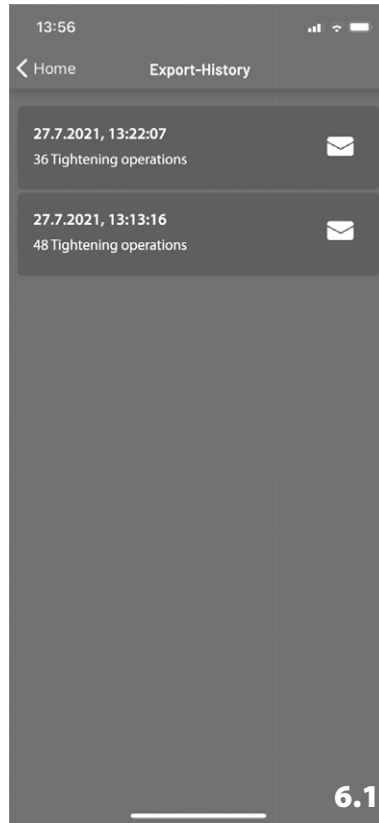 13:56
Home
Export-History
27.7.2021, 13:22:07
36 Tightening operations
27.7.2021, 13:13:16
48 Tightening operations
6.1